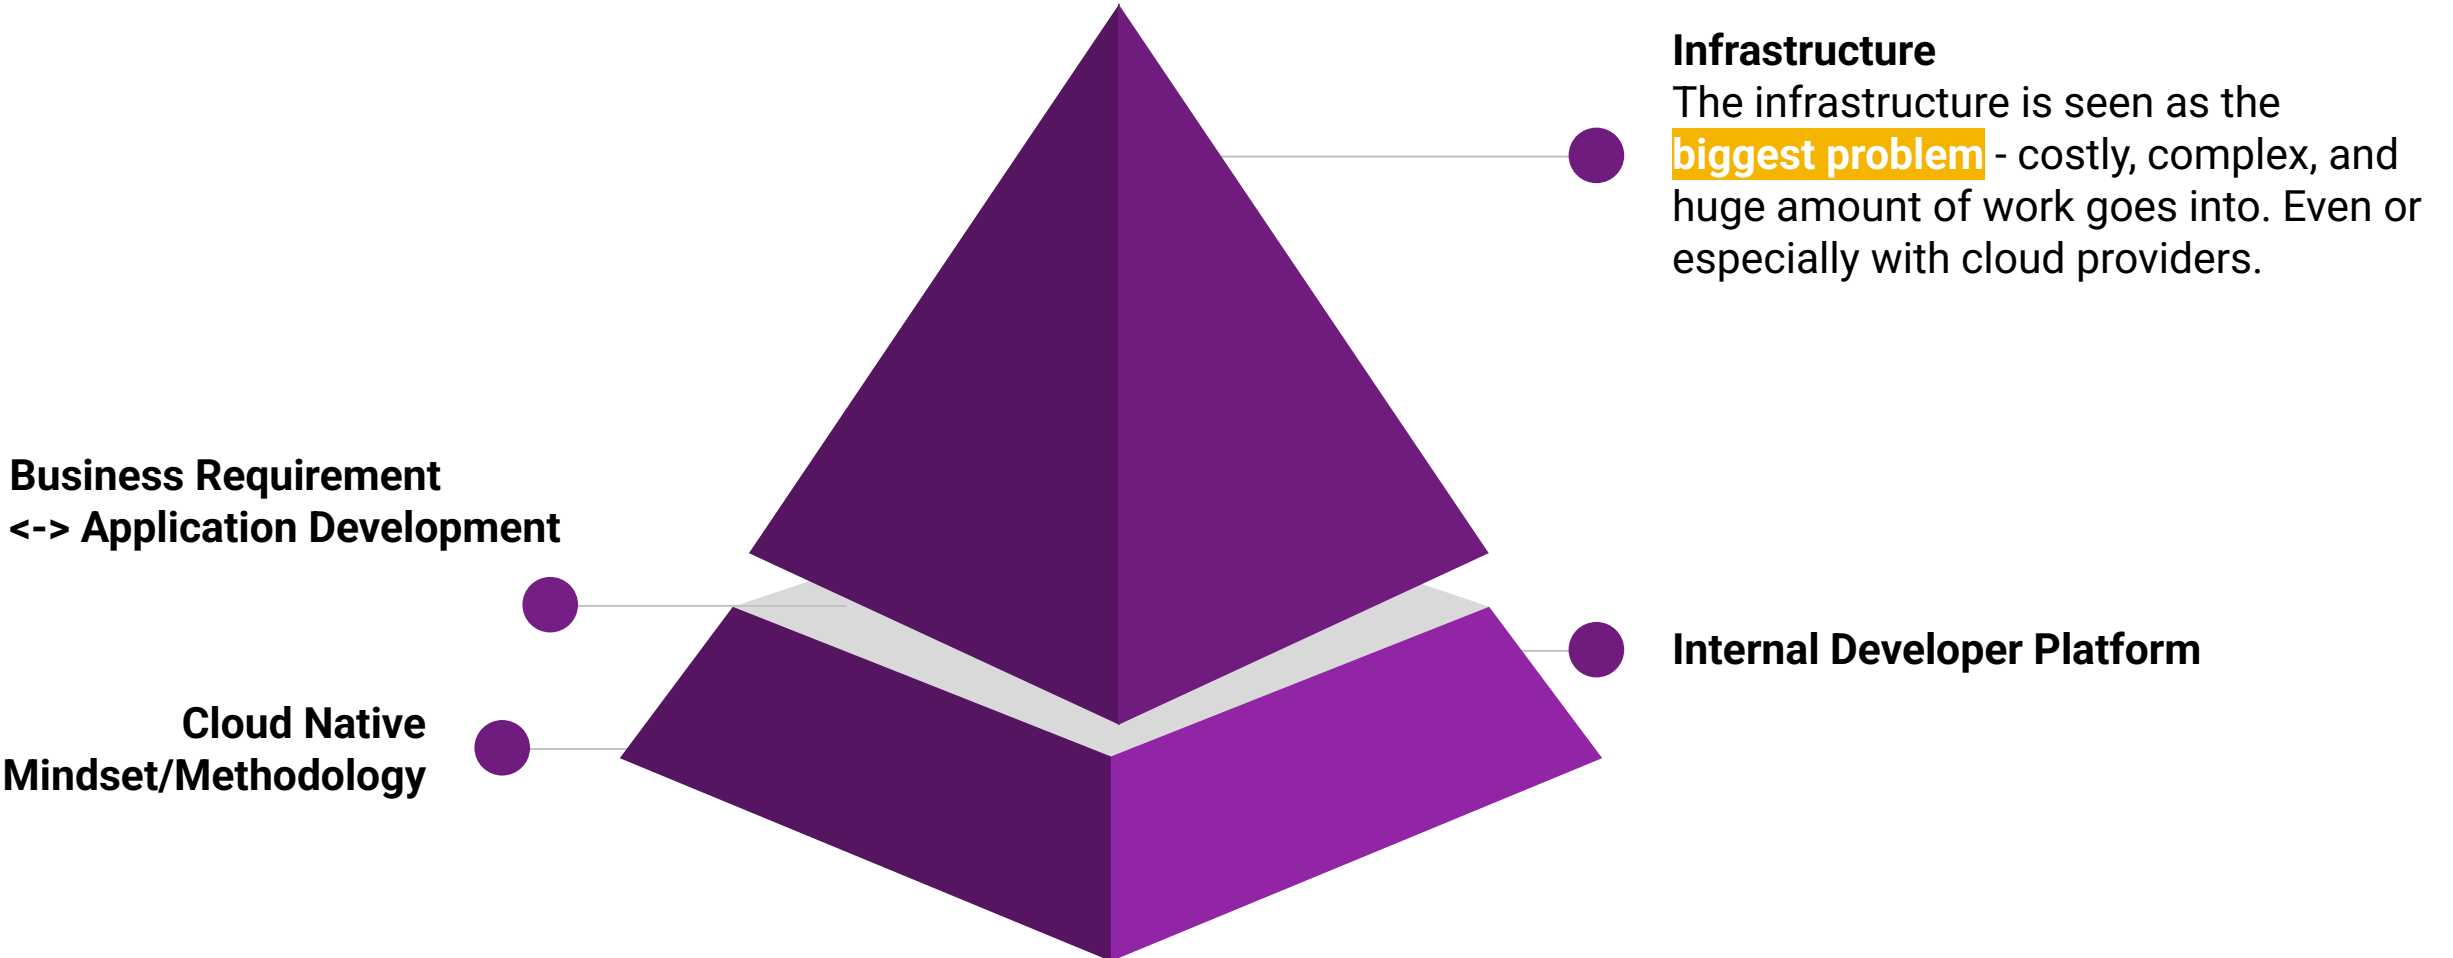 Infrastructure
The infrastructure is seen as the
biggest problem - costly, complex, and
huge amount of work goes into. Even or
especially with cloud providers.
Business Requirement
<-> Application Development
Internal Developer Platform
Cloud Native
Mindset/Methodology